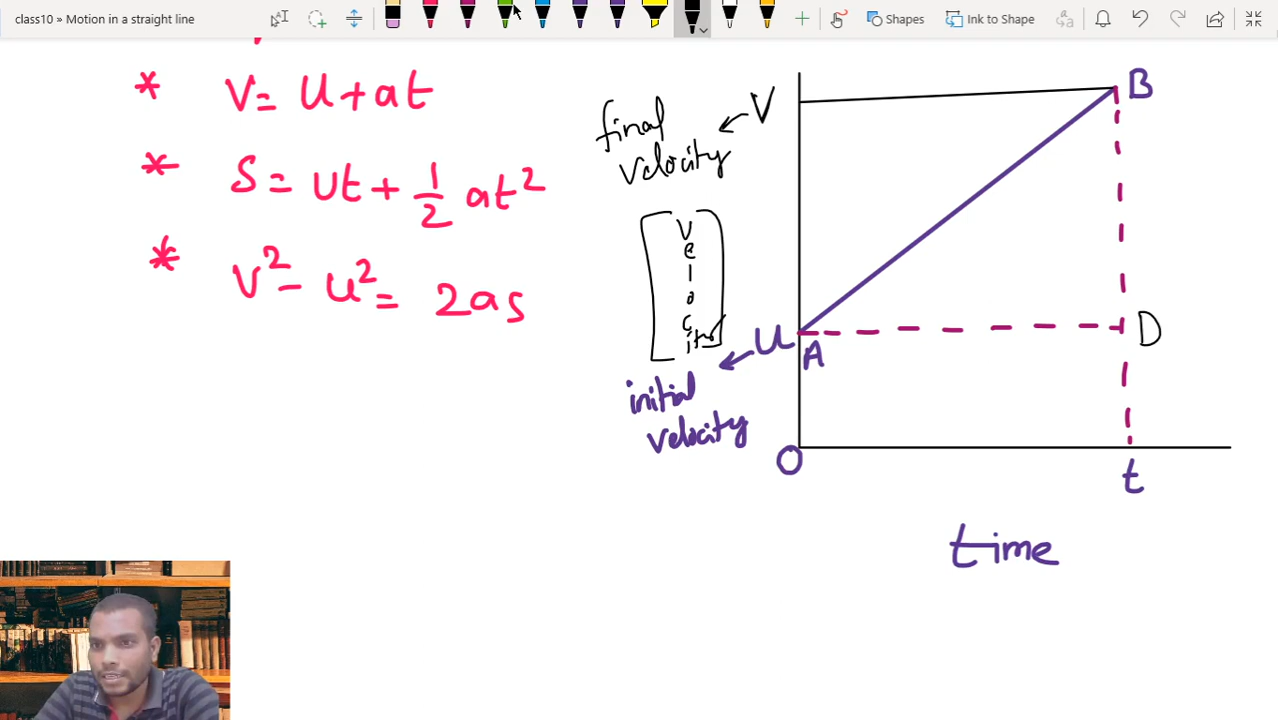 class10 » Motion in a straight line
Shapes
Ink to Shape
* V = U + at
* S = Ut + 1/2 at²
* V² - U² = 2as
final
velocity
V
B
Velocity
U
A
D
initial
velocity
O
t
time